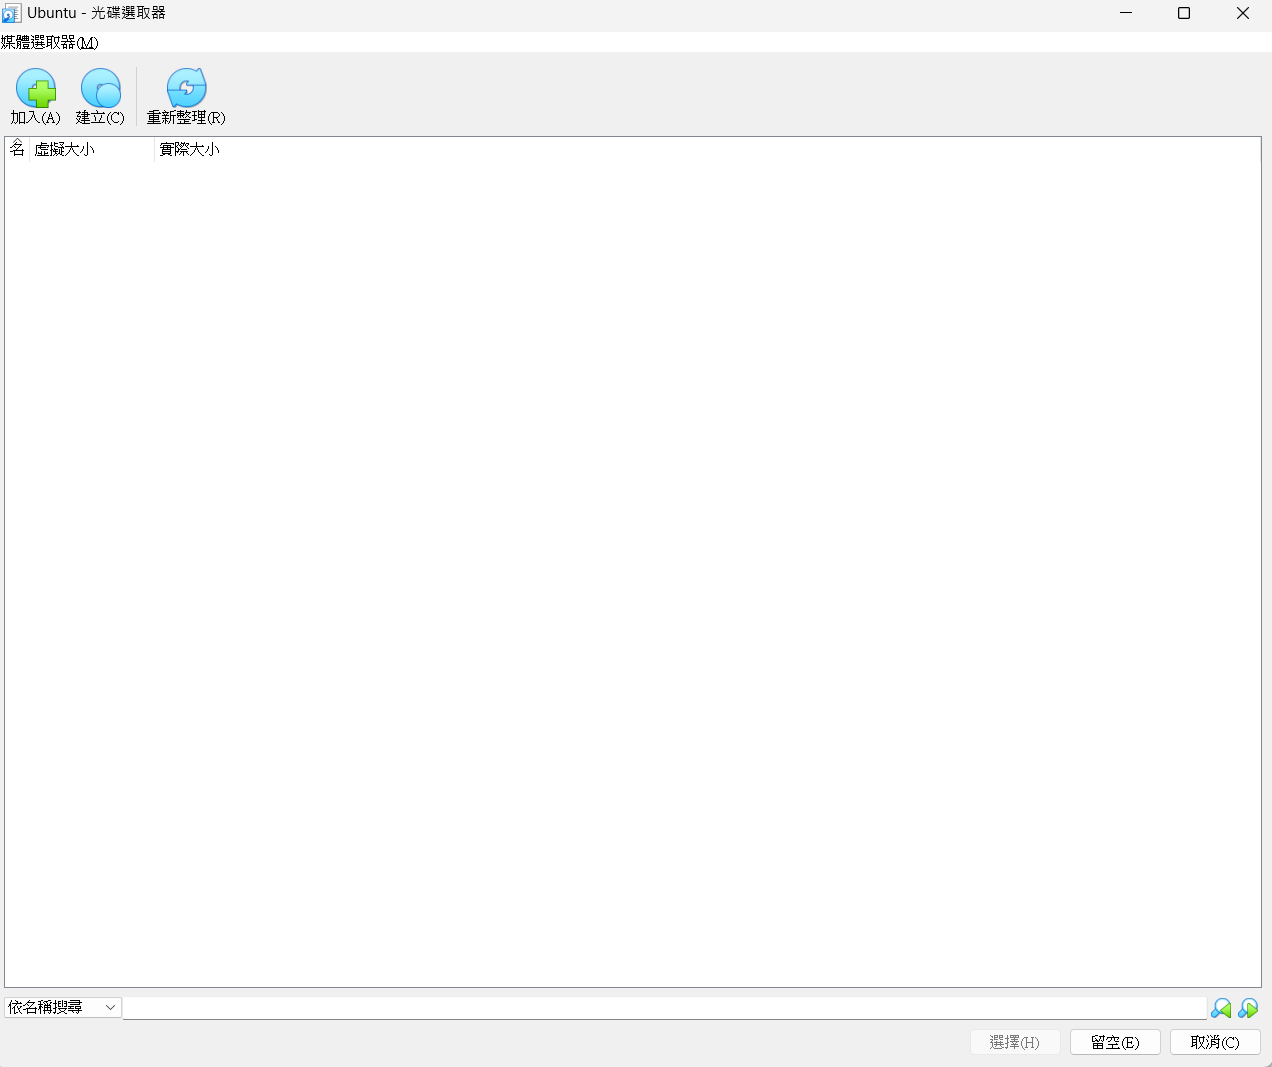 Ubuntu - 光碟選取器
媒體選取器(M)
加入(A) 建立(C) 重新整理(R)
名 虛擬大小 實際大小
依名稱搜尋
選擇(H) 留空(E) 取消(C)